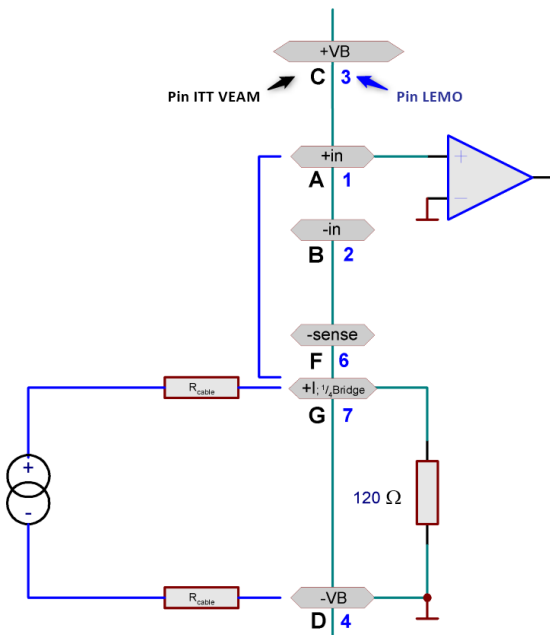 +VB
Pin ITT VEAM C 3 Pin LEMO
+in +
A 1
-
-in
B 2
-sense
F 6
Rcable +I; 1/4Bridge
G 7
+
-
120 Ω
Rcable -VB
D 4